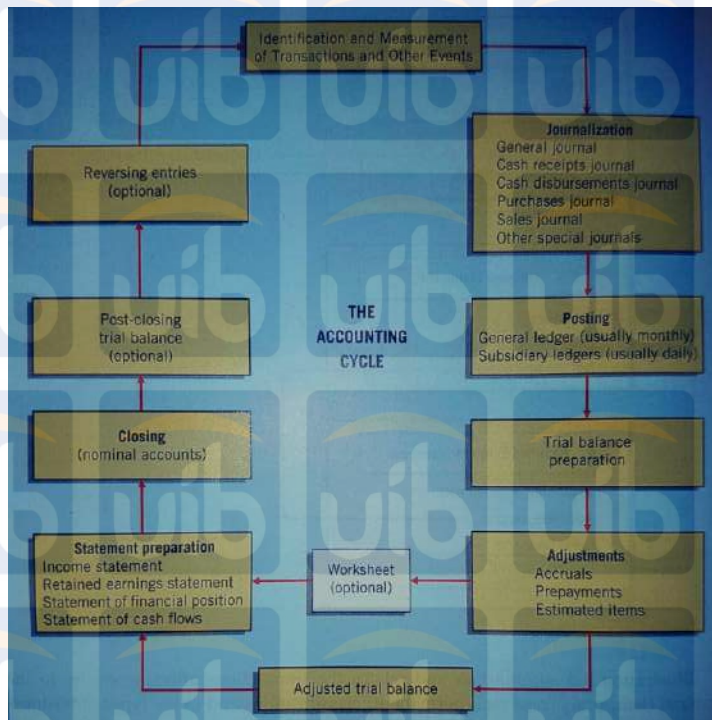 Identification and Measurement
of Transactions and Other Events
Journalization
General journal
Cash receipts journal
Cash disbursements journal
Purchases journal
Sales journal
Other special journals
Posting
General ledger (usually monthly)
Subsidiary ledgers (usually daily)
Trial balance
preparation
Adjustments
Accruals
Prepayments
Estimated items
Adjusted trial balance
Worksheet
(optional)
Statement preparation
Income statement
Retained earnings statement
Statement of financial position
Statement of cash flows
Closing
(nominal accounts)
Post-closing
trial balance
(optional)
Reversing entries
(optional)
THE
ACCOUNTING
CYCLE
uib